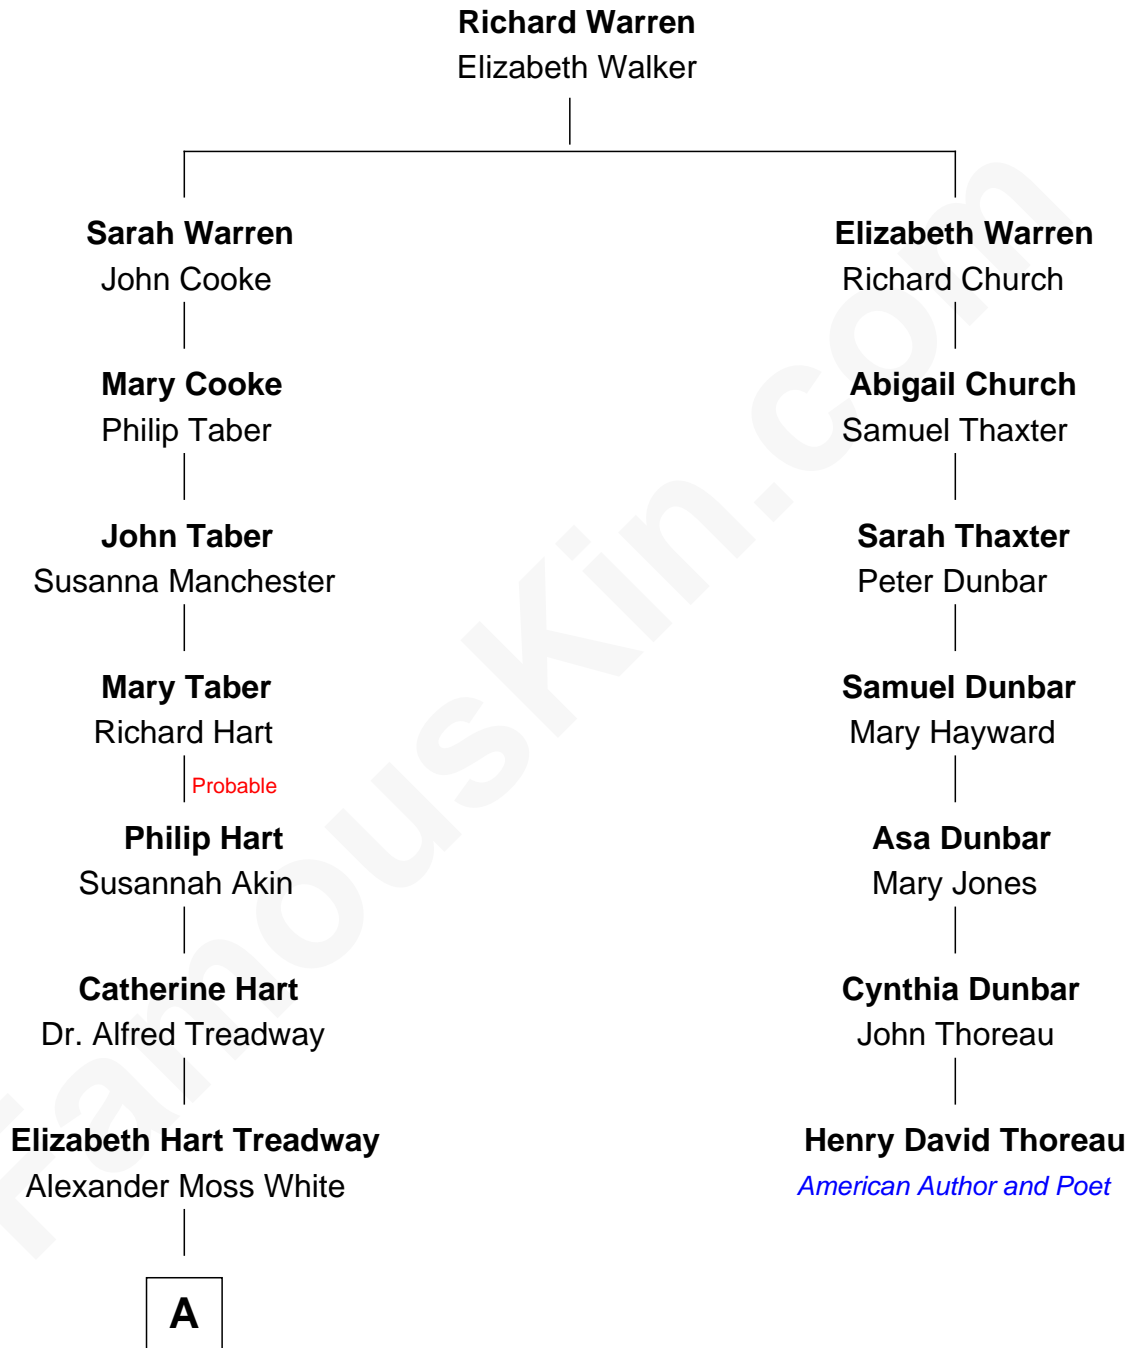 Richard Warren
Elizabeth Walker
Sarah Warren
John Cooke
Elizabeth Warren
Richard Church
Mary Cooke
Philip Taber
Abigail Church
Samuel Thaxter
John Taber
Susanna Manchester
Sarah Thaxter
Peter Dunbar
Mary Taber
Richard Hart
Samuel Dunbar
Mary Hayward
Probable
Philip Hart
Susannah Akin
Asa Dunbar
Mary Jones
Catherine Hart
Dr. Alfred Treadway
Cynthia Dunbar
John Thoreau
Elizabeth Hart Treadway
Alexander Moss White
Henry David Thoreau
American Author and Poet
A
FamousKin.com